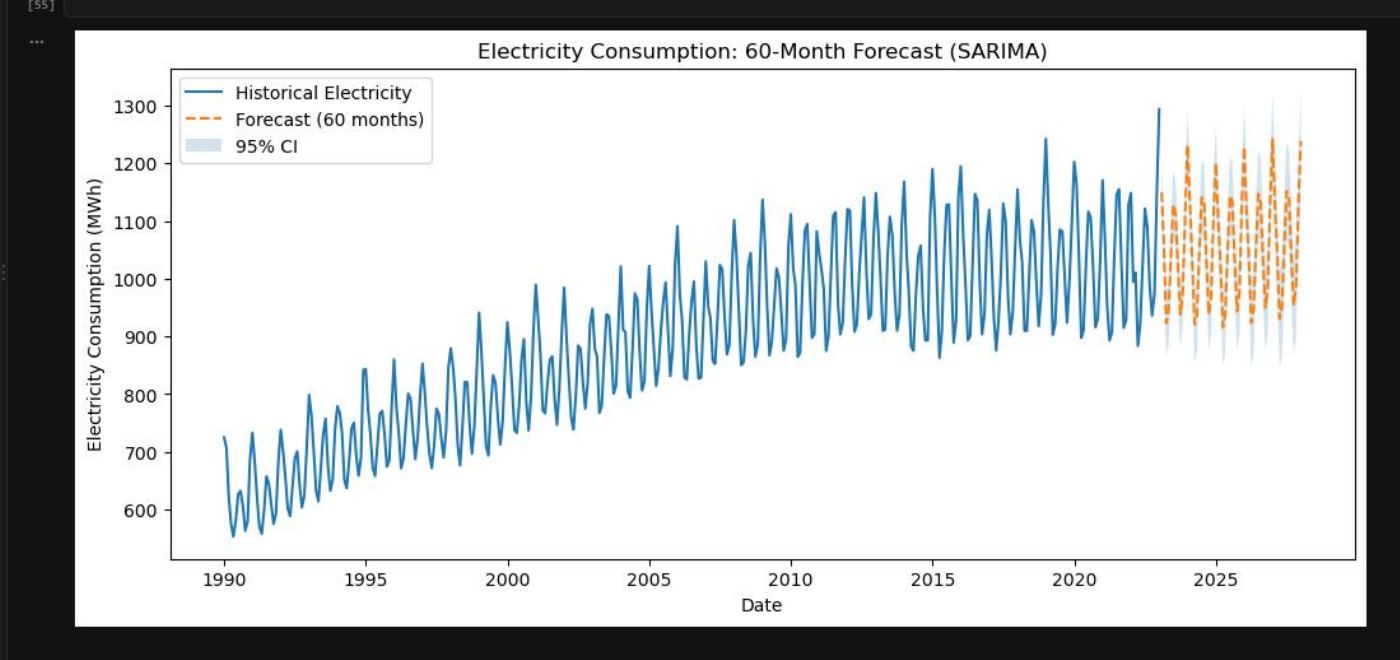 [55]
...
Electricity Consumption: 60-Month Forecast (SARIMA)
Historical Electricity
Forecast (60 months)
95% CI
Electricity Consumption (MWh)
1300
1200
1100
1000
900
800
700
600
1990 1995 2000 2005 2010 2015 2020 2025
Date